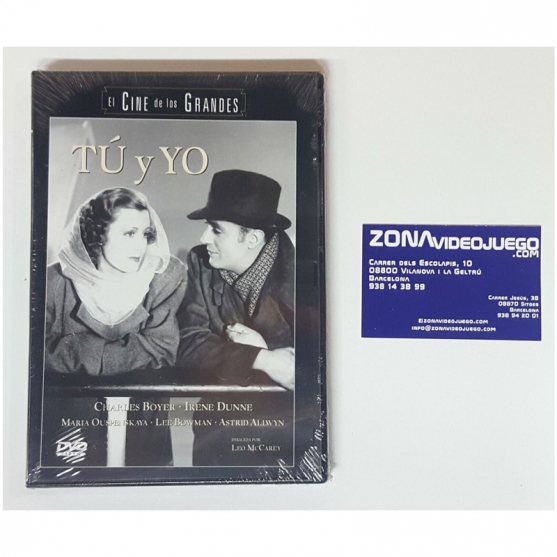 El CINE de los GRANDES
TÚ y YO
CHARLES BOYER · IRENE DUNNE
MARIA OUSPENSKAYA · LEE BOWMAN · ASTRID ALLWYN
DIRIGIDA POR
LEO McCAREY
DVD
ZONAVIDEOJUEGO
.COM
CARRER DELS ESCOLAPIS, 10
08800 VILANOVA I LA GELTRÚ
BARCELONA
938 14 38 99
CARRER JESÚS, 36
08870 SITGES
BARCELONA
938 94 20 01
@ZONAVIDEOJUEGO.COM
INFO@ZONAVIDEOJUEGO.COM